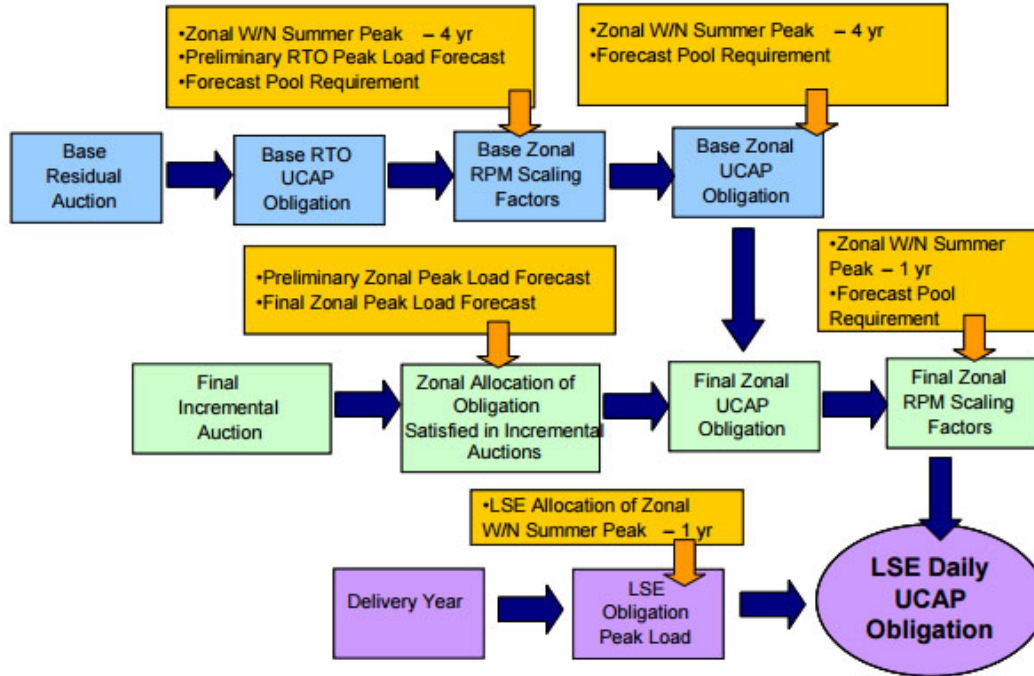 •Zonal W/N Summer Peak – 4 yr
•Preliminary RTO Peak Load Forecast
•Forecast Pool Requirement
•Zonal W/N Summer Peak – 4 yr
•Forecast Pool Requirement
Base
Residual
Auction
Base RTO
UCAP
Obligation
Base Zonal
RPM Scaling
Factors
Base Zonal
UCAP
Obligation
•Preliminary Zonal Peak Load Forecast
•Final Zonal Peak Load Forecast
•Zonal W/N Summer
Peak – 1 yr
•Forecast Pool
Requirement
Final
Incremental
Auction
Zonal Allocation of
Obligation
Satisfied in Incremental
Auctions
Final Zonal
UCAP
Obligation
Final Zonal
RPM Scaling
Factors
•LSE Allocation of Zonal
W/N Summer Peak – 1 yr
Delivery Year
LSE
Obligation
Peak Load
LSE Daily
UCAP
Obligation